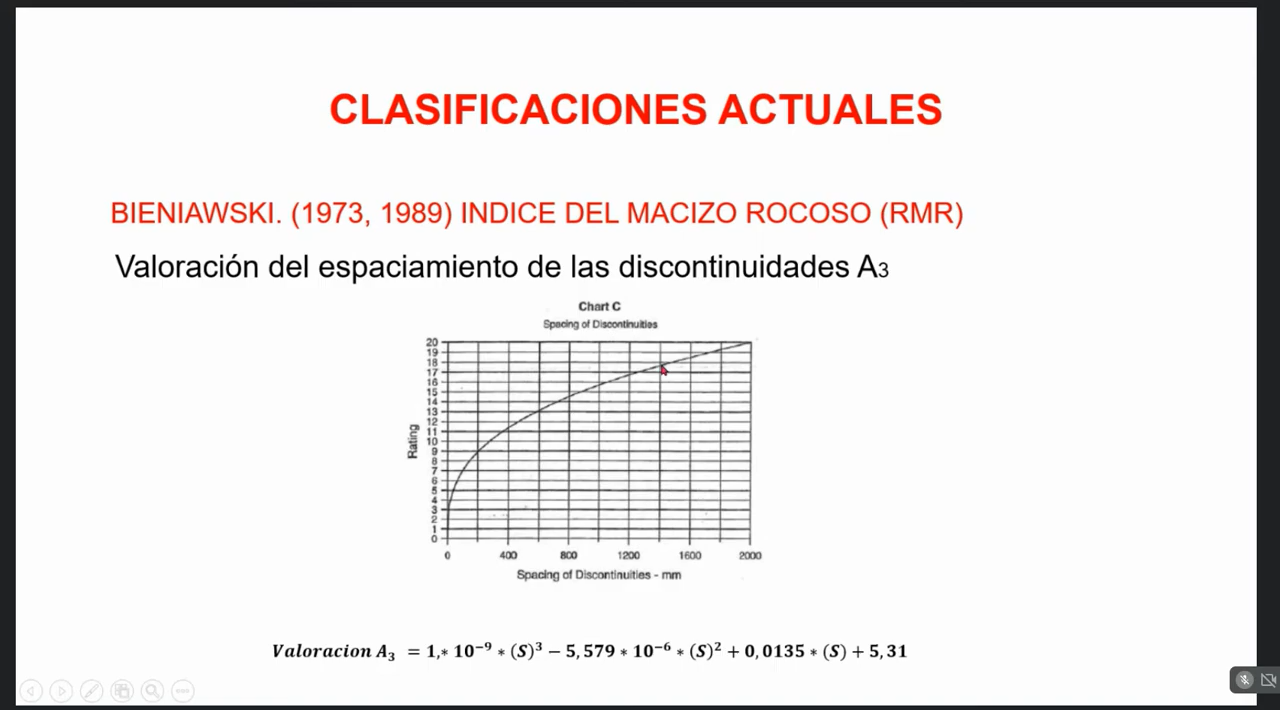 CLASIFICACIONES ACTUALES
BIENIAWSKI. (1973, 1989) INDICE DEL MACIZO ROCOSO (RMR)
Valoración del espaciamiento de las discontinuidades A3
Chart C
Spacing of Discontinuities
20
19
18
17
16
15
14
13
12
11
10
9
8
7
6
5
4
3
2
1
0
Rating
0 400 800 1200 1600 2000
Spacing of Discontinuities - mm
Valoracion A₃ = 1,* 10⁻⁹ * (S)³ − 5,579 * 10⁻⁶ * (S)² + 0,0135 * (S) + 5,31